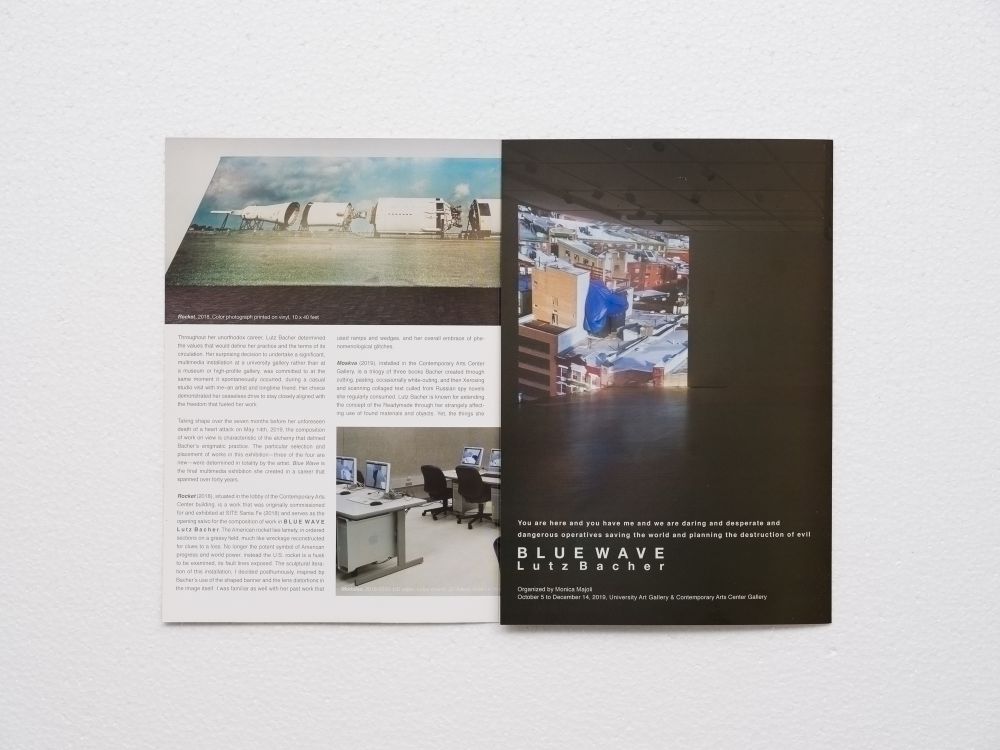 Rocket, 2018, Color photograph printed on vinyl, 10 x 40 feet
Throughout her unorthodox career, Lutz Bacher determined
the values that would define her practice and the terms of its
circulation. Her surprising decision to undertake a significant,
multimedia installation at a university gallery rather than at
a museum or high-profile gallery, was committed to at the
same moment it spontaneously occurred, during a casual
studio visit with me–an artist and longtime friend. Her choice
demonstrated her ceaseless drive to stay closely aligned with
the freedom that fueled her work.
Taking shape over the seven months before her unforeseen
death of a heart attack on May 14th, 2019, the composition
of work on view is characteristic of the alchemy that defined
Bacher's enigmatic practice. The particular selection and
placement of works in this exhibition—three of the four are
new—were determined in totality by the artist. Blue Wave is
the final multimedia exhibition she created in a career that
spanned over forty years.
Rocket (2018), situated in the lobby of the Contemporary Arts
Center building, is a work that was originally commissioned
for and exhibited at SITE Santa Fe (2018) and serves as the
opening salvo for the composition of work in BLUE WAVE
Lutz Bacher. The American rocket lies lamely, in ordered
sections on a grassy field, much like wreckage reconstructed
for clues to a loss. No longer the potent symbol of American
progress and world power, instead the U.S. rocket is a husk
to be examined, its fault lines exposed. The sculptural itera-
tion of this installation, I decided posthumously, inspired by
Bacher's use of the shaped banner and the lens distortions in
the image itself. I was familiar as well with her past work that
used ramps and wedges, and her overall embrace of phe-
nomenological glitches.
Moskva (2019), installed in the Contemporary Arts Center
Gallery, is a trilogy of three books Bacher created through
cutting, pasting, occasionally white-outing, and then Xeroxing
and scanning collaged text culled from Russian spy novels
she regularly consumed. Lutz Bacher is known for extending
the concept of the Readymade through her strangely affect-
ing use of found materials and objects. Yet, the things she
You are here and you have me and we are daring and desperate and
dangerous operatives saving the world and planning the destruction of evil
BLUE WAVE
Lutz Bacher
Organized by Monica Majoli
October 5 to December 14, 2019, University Art Gallery & Contemporary Arts Center Gallery